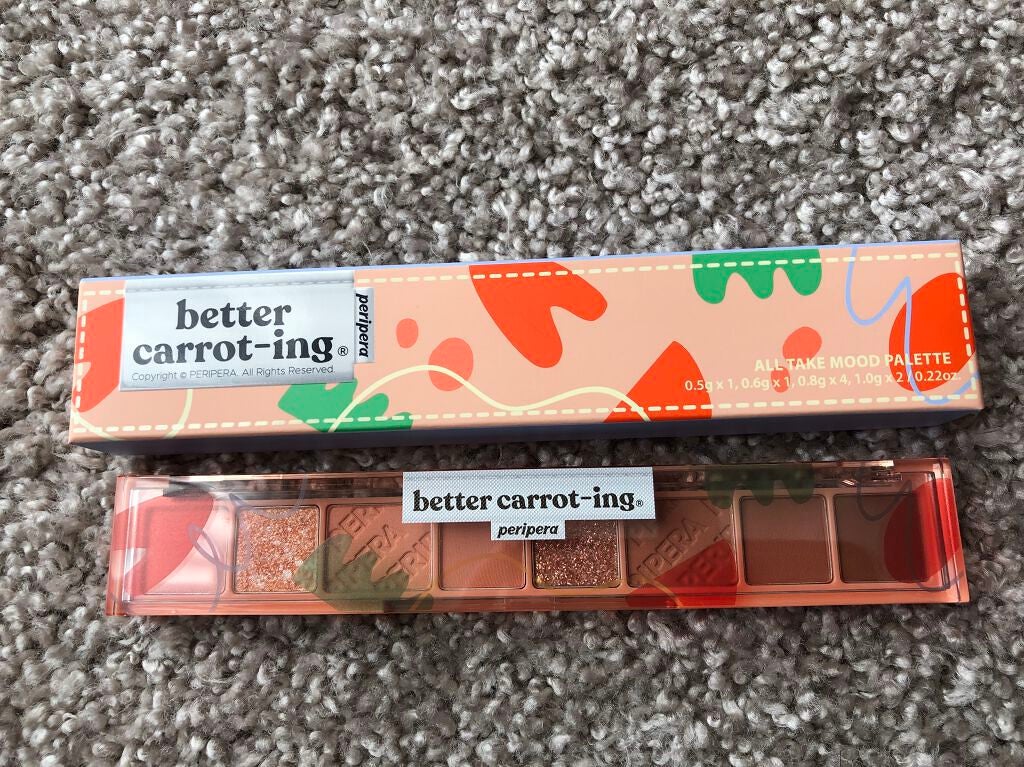 better
carrot-ing®
Copyright © PERIPERA. All Rights Reserved.
peripera
ALL TAKE MOOD PALETTE
0.5g x 1, 0.6g x 1, 0.8g x 4, 1.0g x 2 / 0.22oz.
better carrot-ing®
peripera
PERIPERA